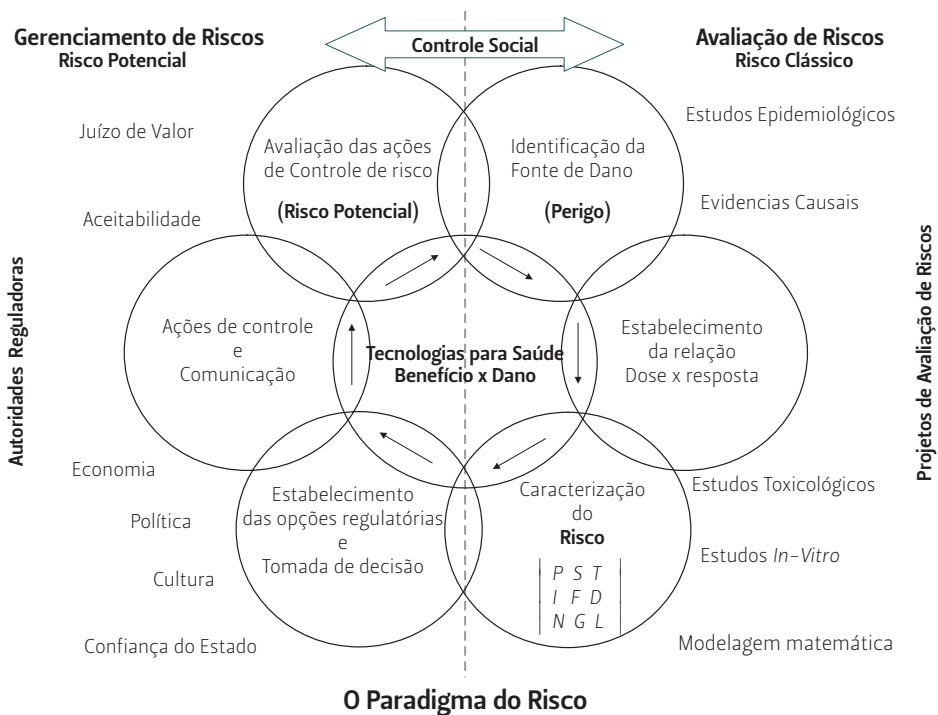 Gerenciamento de Riscos
Risco Potencial
Controle Social
Avaliação de Riscos
Risco Clássico
Juízo de Valor
Aceitabilidade
Autoridades Reguladoras
Economia
Política
Cultura
Confiança do Estado
Avaliação das ações
de Controle de risco
(Risco Potencial)
Identificação da
Fonte de Dano
(Perigo)
Ações de controle
e
Comunicação
Tecnologias para Saúde
Benefício x Dano
Estabelecimento
da relação
Dose x resposta
Estabelecimento
das opções regulatórias
e
Tomada de decisão
Caracterização
do
Risco
P S T
I F D
N G L
Estudos Epidemiológicos
Evidencias Causais
Projetos de Avaliação de Riscos
Estudos Toxicológicos
Estudos In-Vitro
Modelagem matemática
O Paradigma do Risco